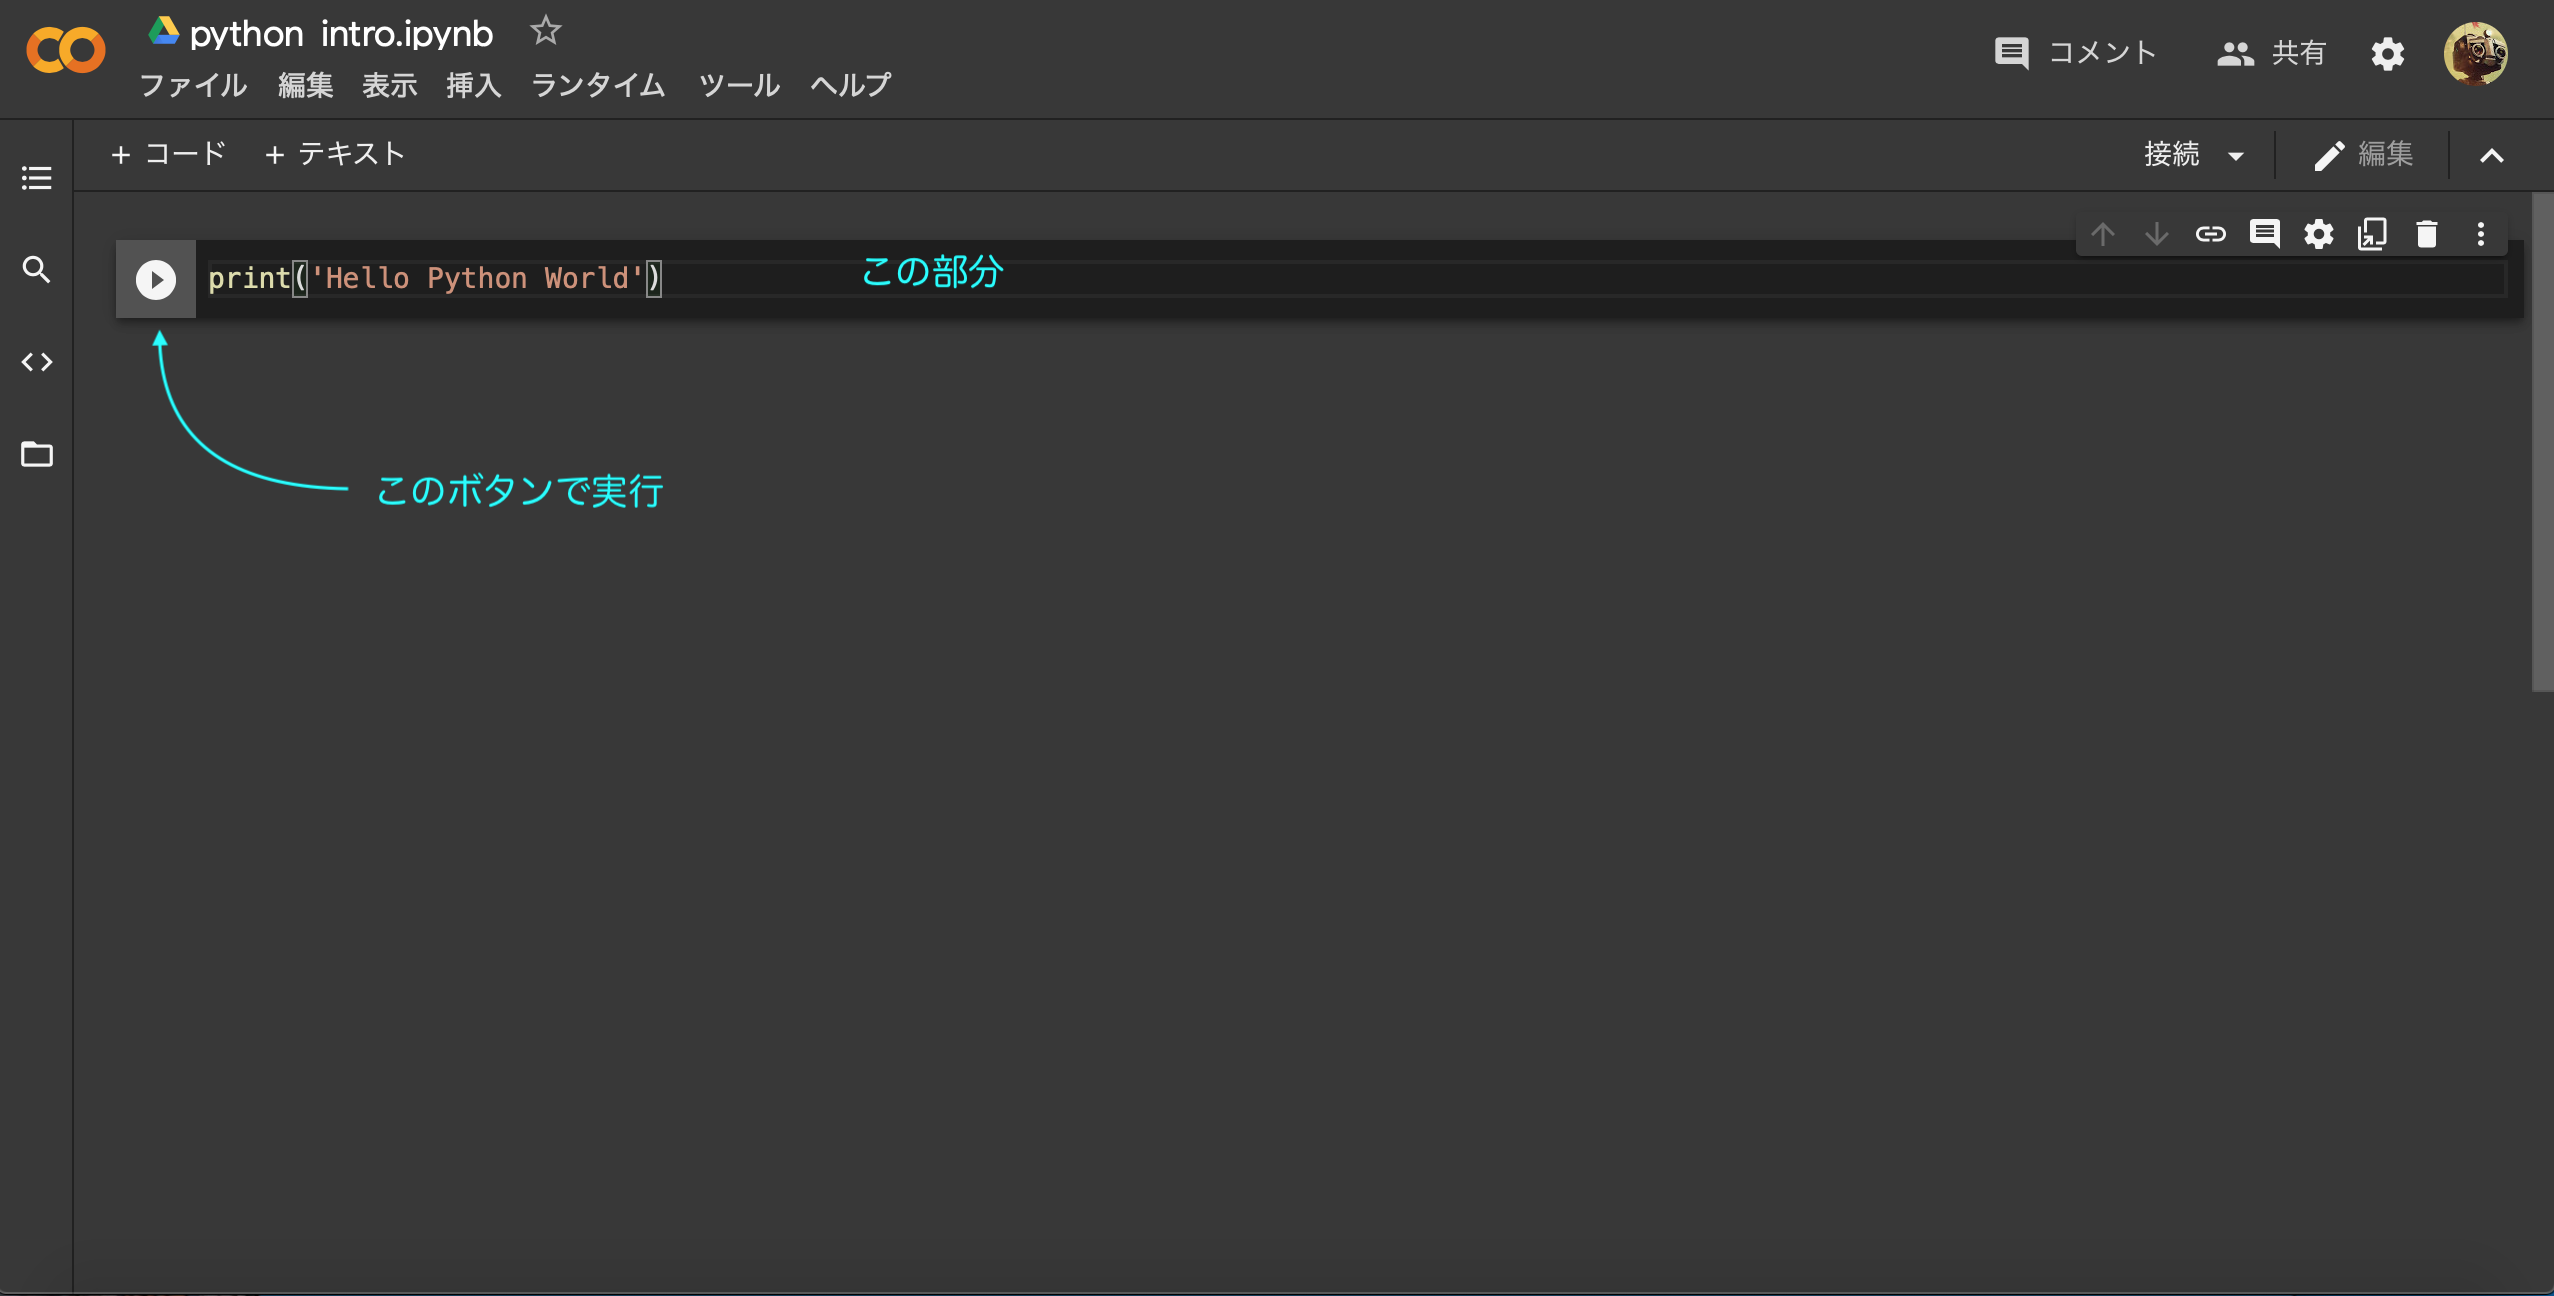 python intro.ipynb
ファイル 編集 表示 挿入 ランタイム ツール ヘルプ
コメント 共有
+ コード + テキスト
接続 編集
print('Hello Python World')
この部分
このボタンで実行